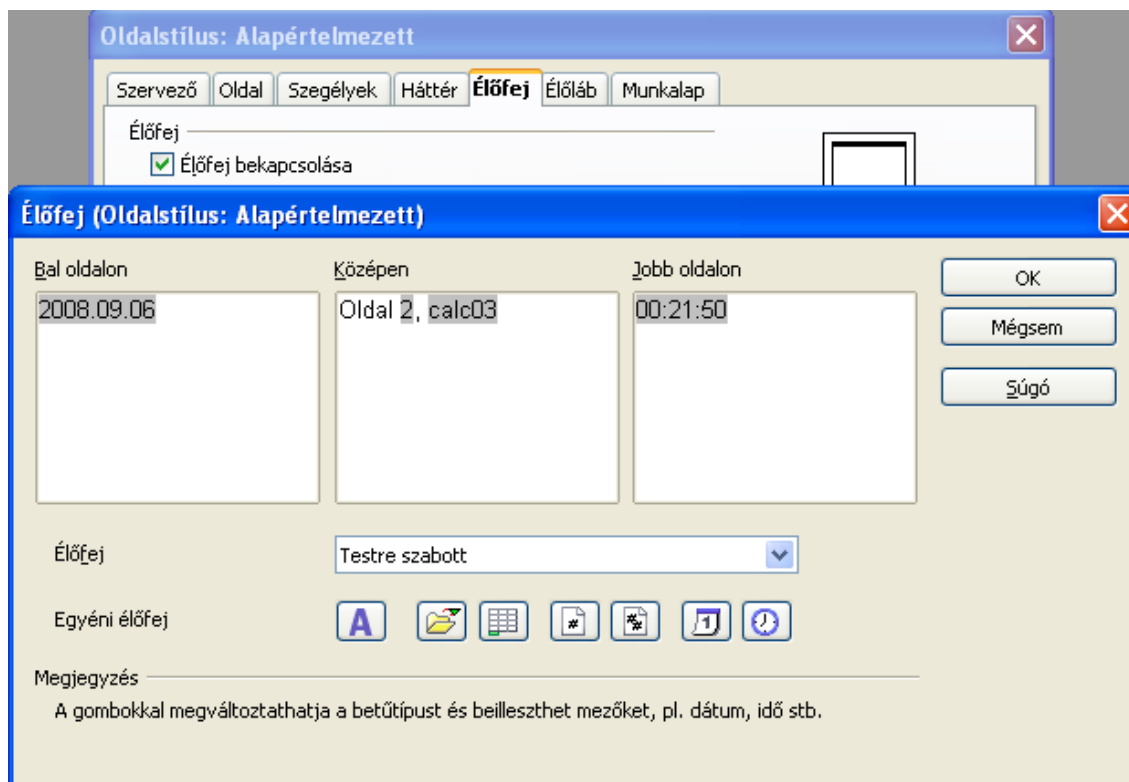 Oldalstílus: Alapértelmezett
Szervező Oldal Szegélyek Háttér Élőfej Élőláb Munkalap
Élőfej
Élőfej bekapcsolása
Élőfej (Oldalstílus: Alapértelmezett)
Bal oldalon Középen Jobb oldalon
2008.09.06 Oldal 2, calc03 00:21:50
OK
Mégsem
Súgó
Élőfej Testre szabott
Egyéni élőfej
Megjegyzés
A gombokkal megváltoztathatja a betűtípust és beilleszthet mezőket, pl. dátum, idő stb.